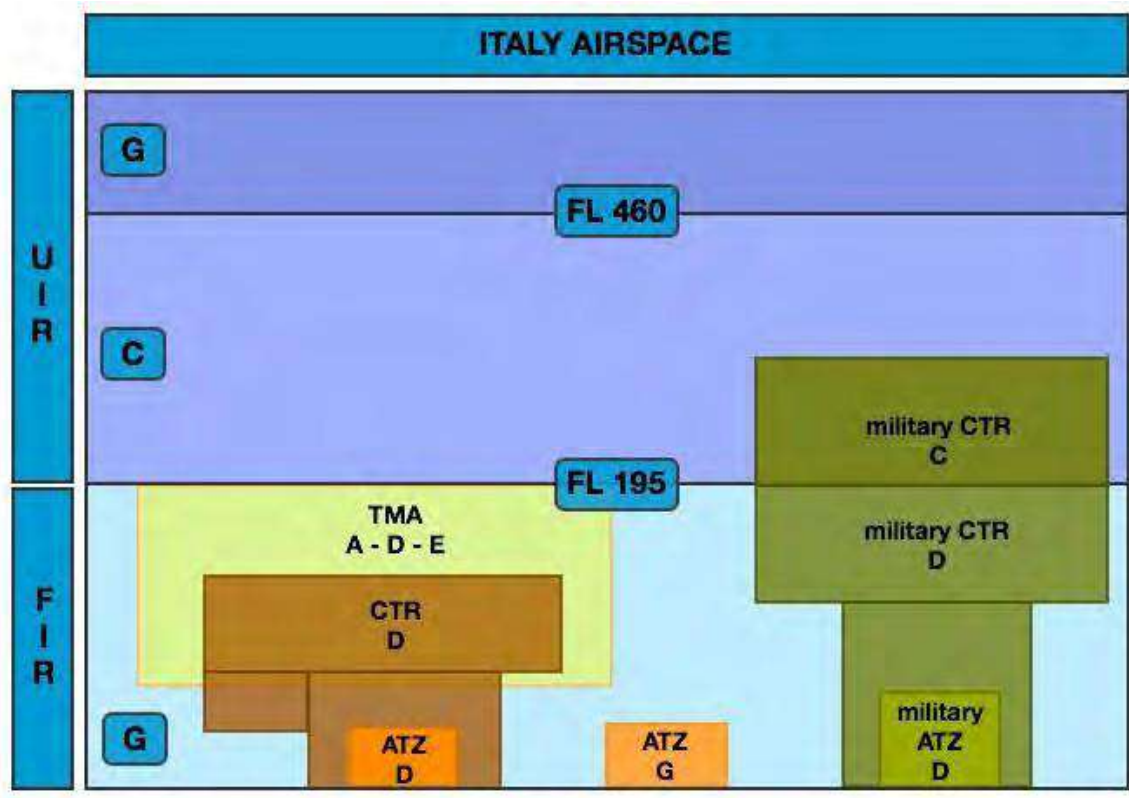 ITALY AIRSPACE
G
FL 460
U
I
R
C
military CTR
C
FL 195
TMA
A - D - E
military CTR
D
F
I
R
CTR
D
G
ATZ
D
ATZ
G
military
ATZ
D